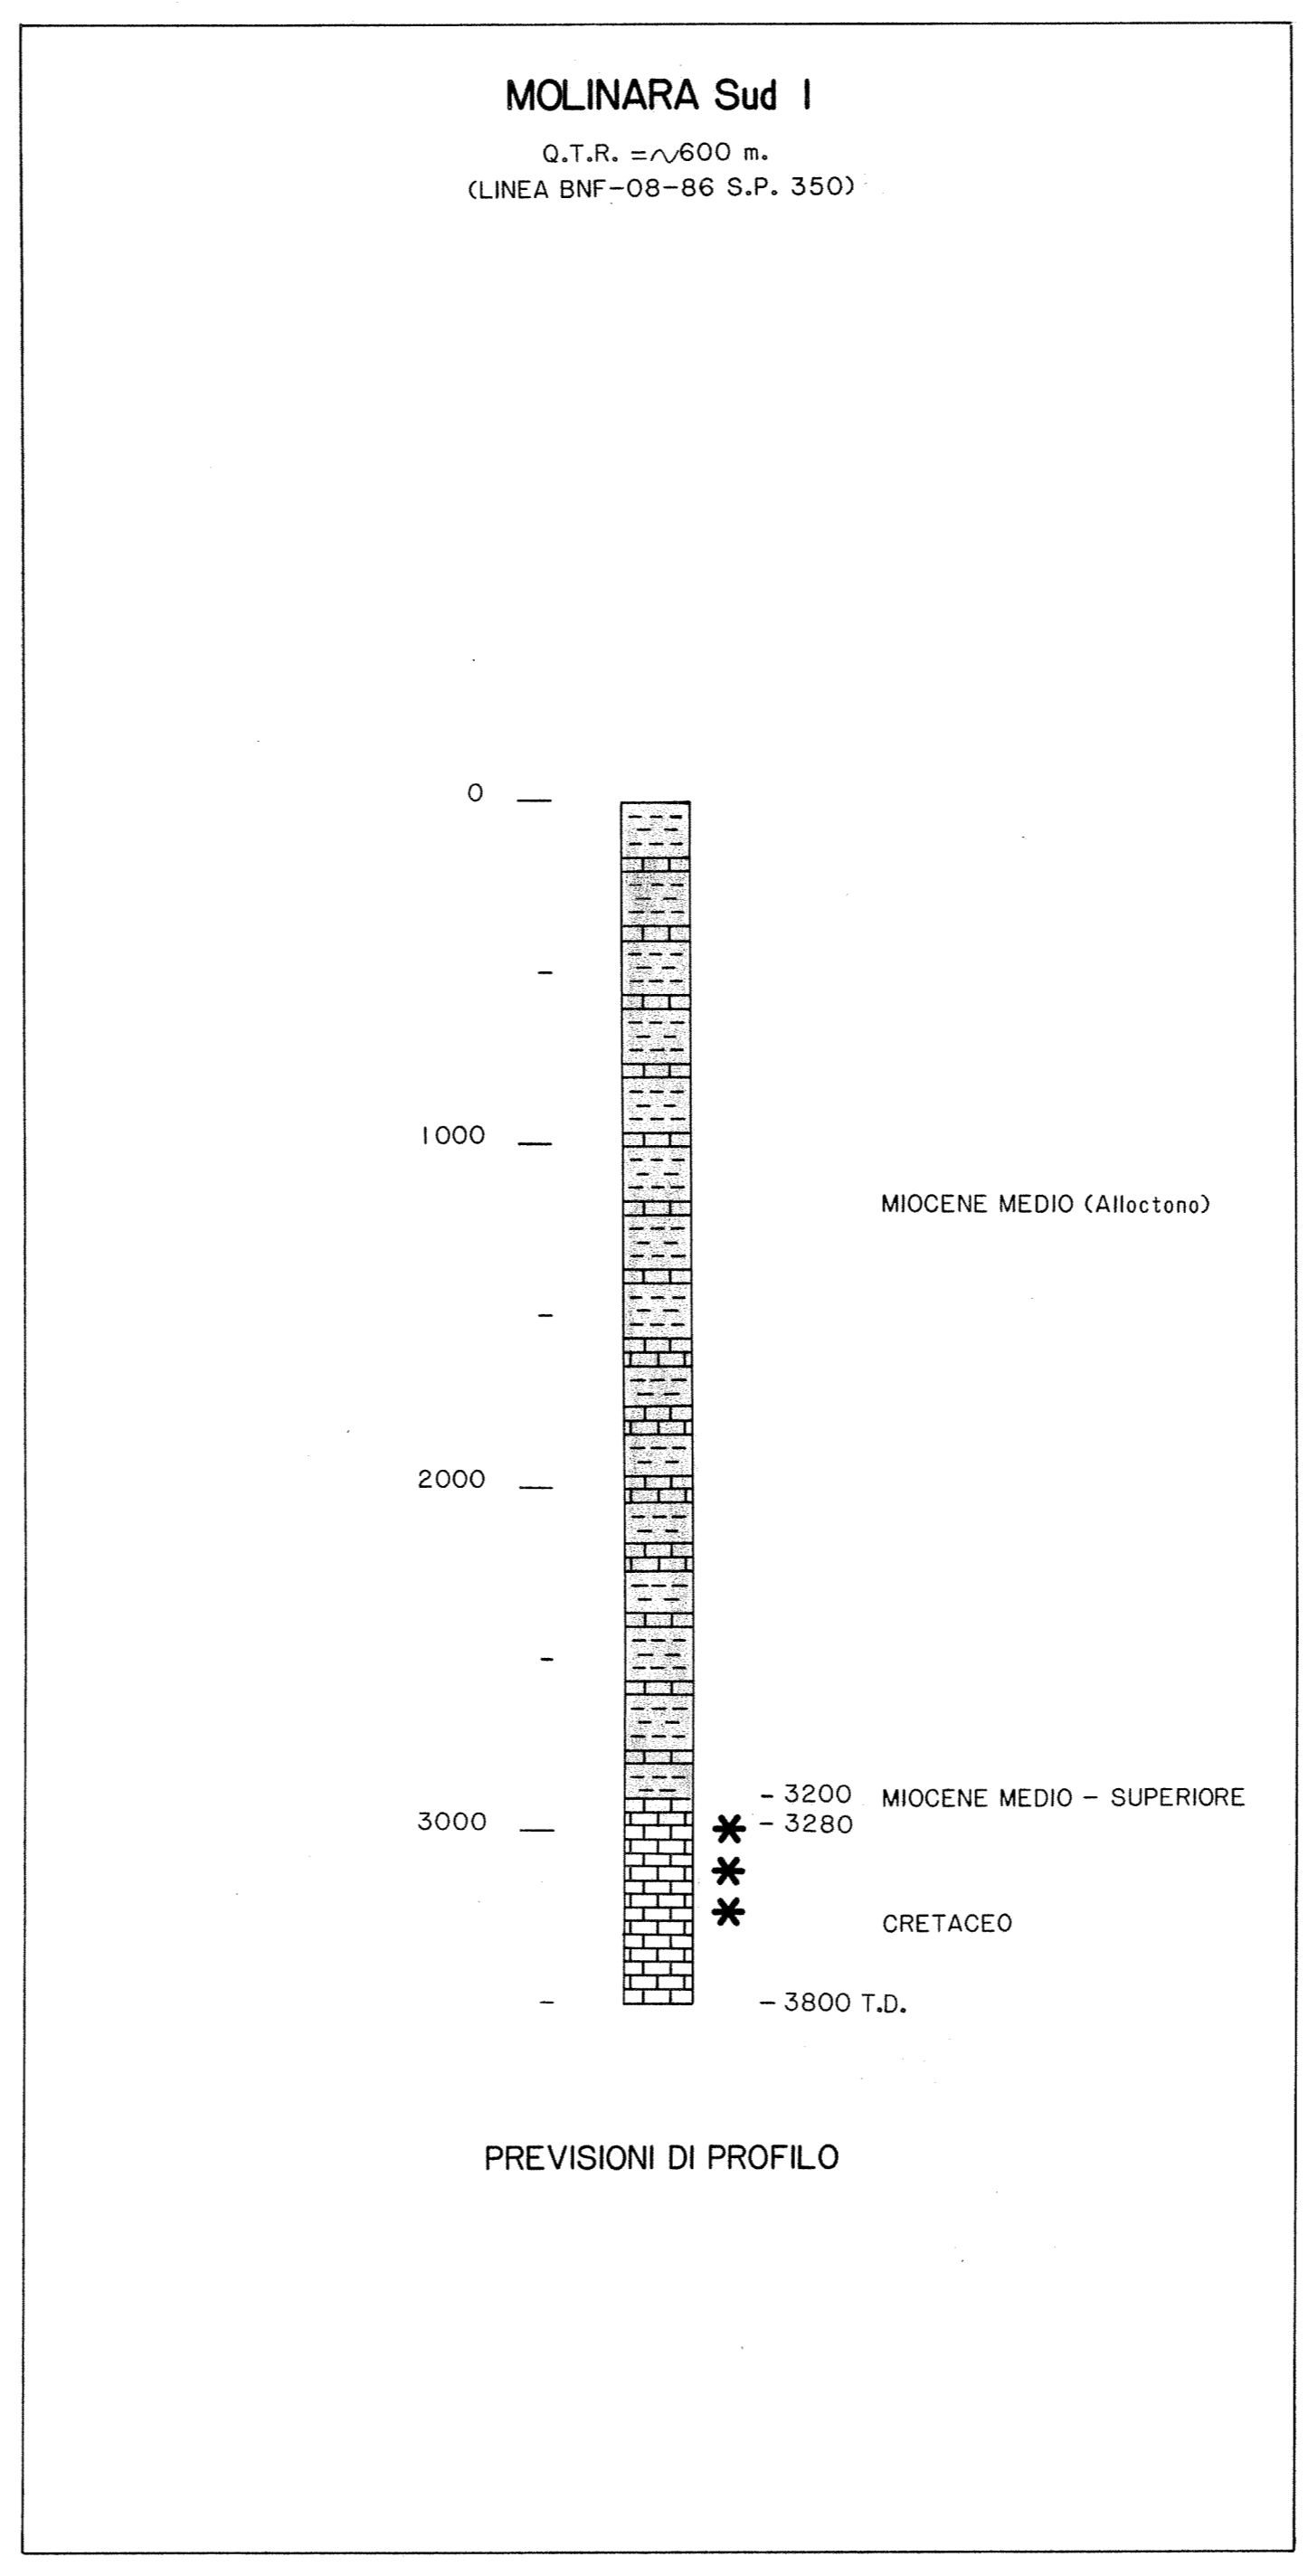 MOLINARA Sud 1
Q.T.R. = ~600 m.
(LINEA BNF-08-86 S.P. 350)
0
1000
MIOCENE MEDIO (Alloctono)
2000
- 3200 MIOCENE MEDIO - SUPERIORE
3000
* - 3280
*
*
CRETACEO
- 3800 T.D.
PREVISIONI DI PROFILO